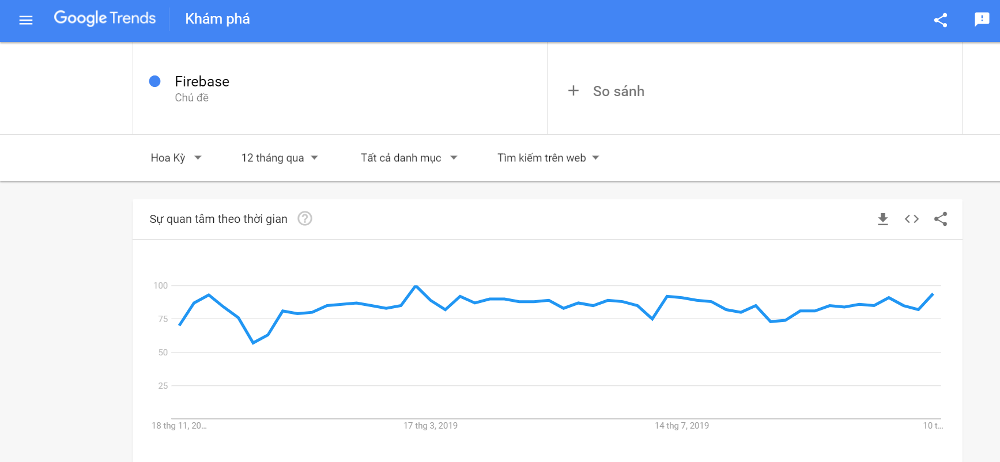 Google Trends Khám phá
Firebase
Chủ đề
So sánh
Hoa Kỳ 12 tháng qua Tất cả danh mục Tìm kiếm trên web
Sự quan tâm theo thời gian
100
75
50
25
18 thg 11, 20... 17 thg 3, 2019 14 thg 7, 2019 10 t...